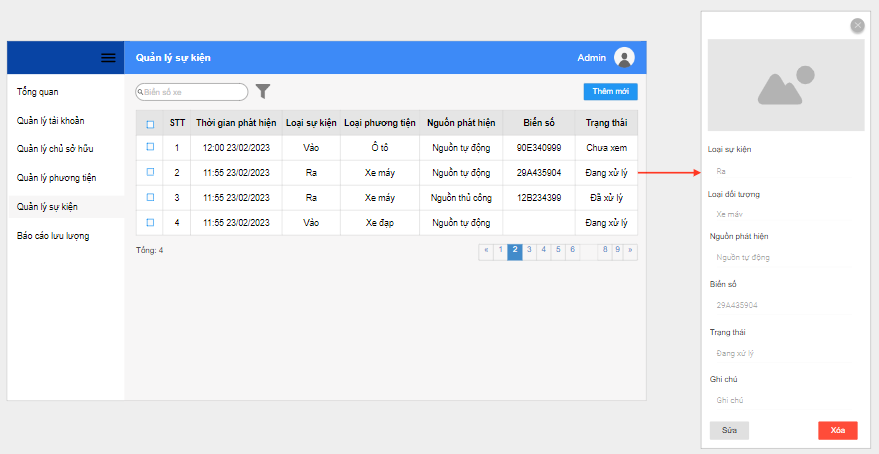 Quản lý sự kiện
Admin
Tổng quan
Quản lý tài khoản
Quản lý chủ sở hữu
Quản lý phương tiện
Quản lý sự kiện
Báo cáo lưu lượng
Biển số xe
Thêm mới
STT Thời gian phát hiện Loại sự kiện Loại phương tiện Nguồn phát hiện Biển số Trạng thái
1 12:00 23/02/2023 Vào Ô tô Nguồn tự động 90E340999 Chưa xem
2 11:55 23/02/2023 Ra Xe máy Nguồn tự động 29A435904 Đang xử lý
3 11:55 23/02/2023 Ra Xe máy Nguồn thủ công 12B234399 Đã xử lý
4 11:55 23/02/2023 Vào Xe đạp Nguồn tự động Đang xử lý
Tổng: 4
« 1 2 3 4 5 6 8 9 »
Loại sự kiện
Ra
Loại đối tượng
Xe máy
Nguồn phát hiện
Nguồn tự động
Biển số
29A435904
Trạng thái
Đang xử lý
Ghi chú
Ghi chú
Sửa
Xóa